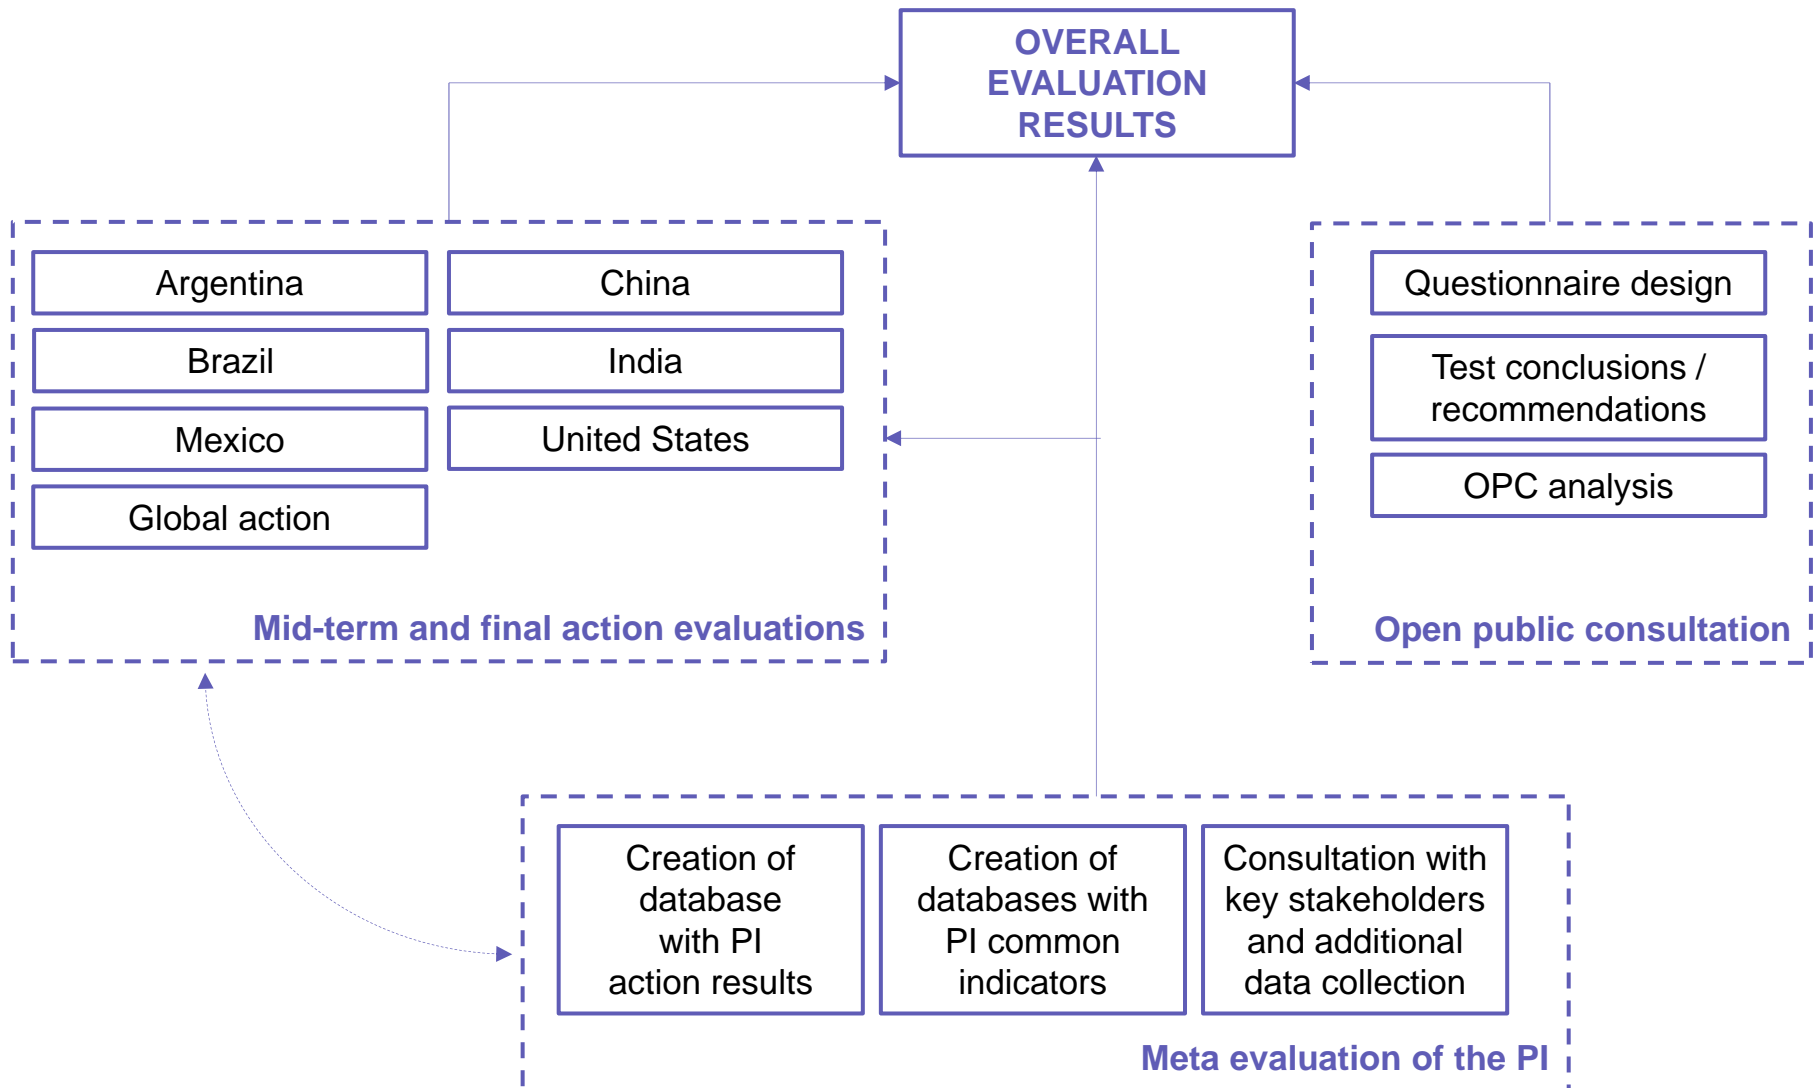 OVERALL
EVALUATION
RESULTS
Argentina
China
Brazil
India
Mexico
United States
Global action
Mid-term and final action evaluations
Questionnaire design
Test conclusions /
recommendations
OPC analysis
Open public consultation
Creation of
database
with PI
action results
Creation of
databases with
PI common
indicators
Consultation with
key stakeholders
and additional
data collection
Meta evaluation of the PI